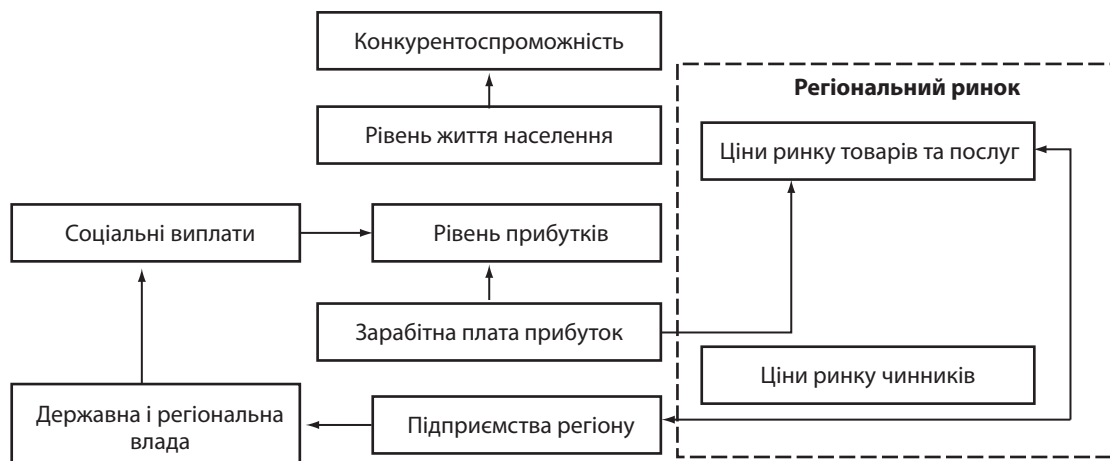 Конкурентоспроможність
Регіональний ринок
Рівень життя населення
Ціни ринку товарів та послуг
Соціальні виплати
Рівень прибутків
Зарабітна плата прибуток
Ціни ринку чинників
Державна і регіональна
влада
Підприємства регіону